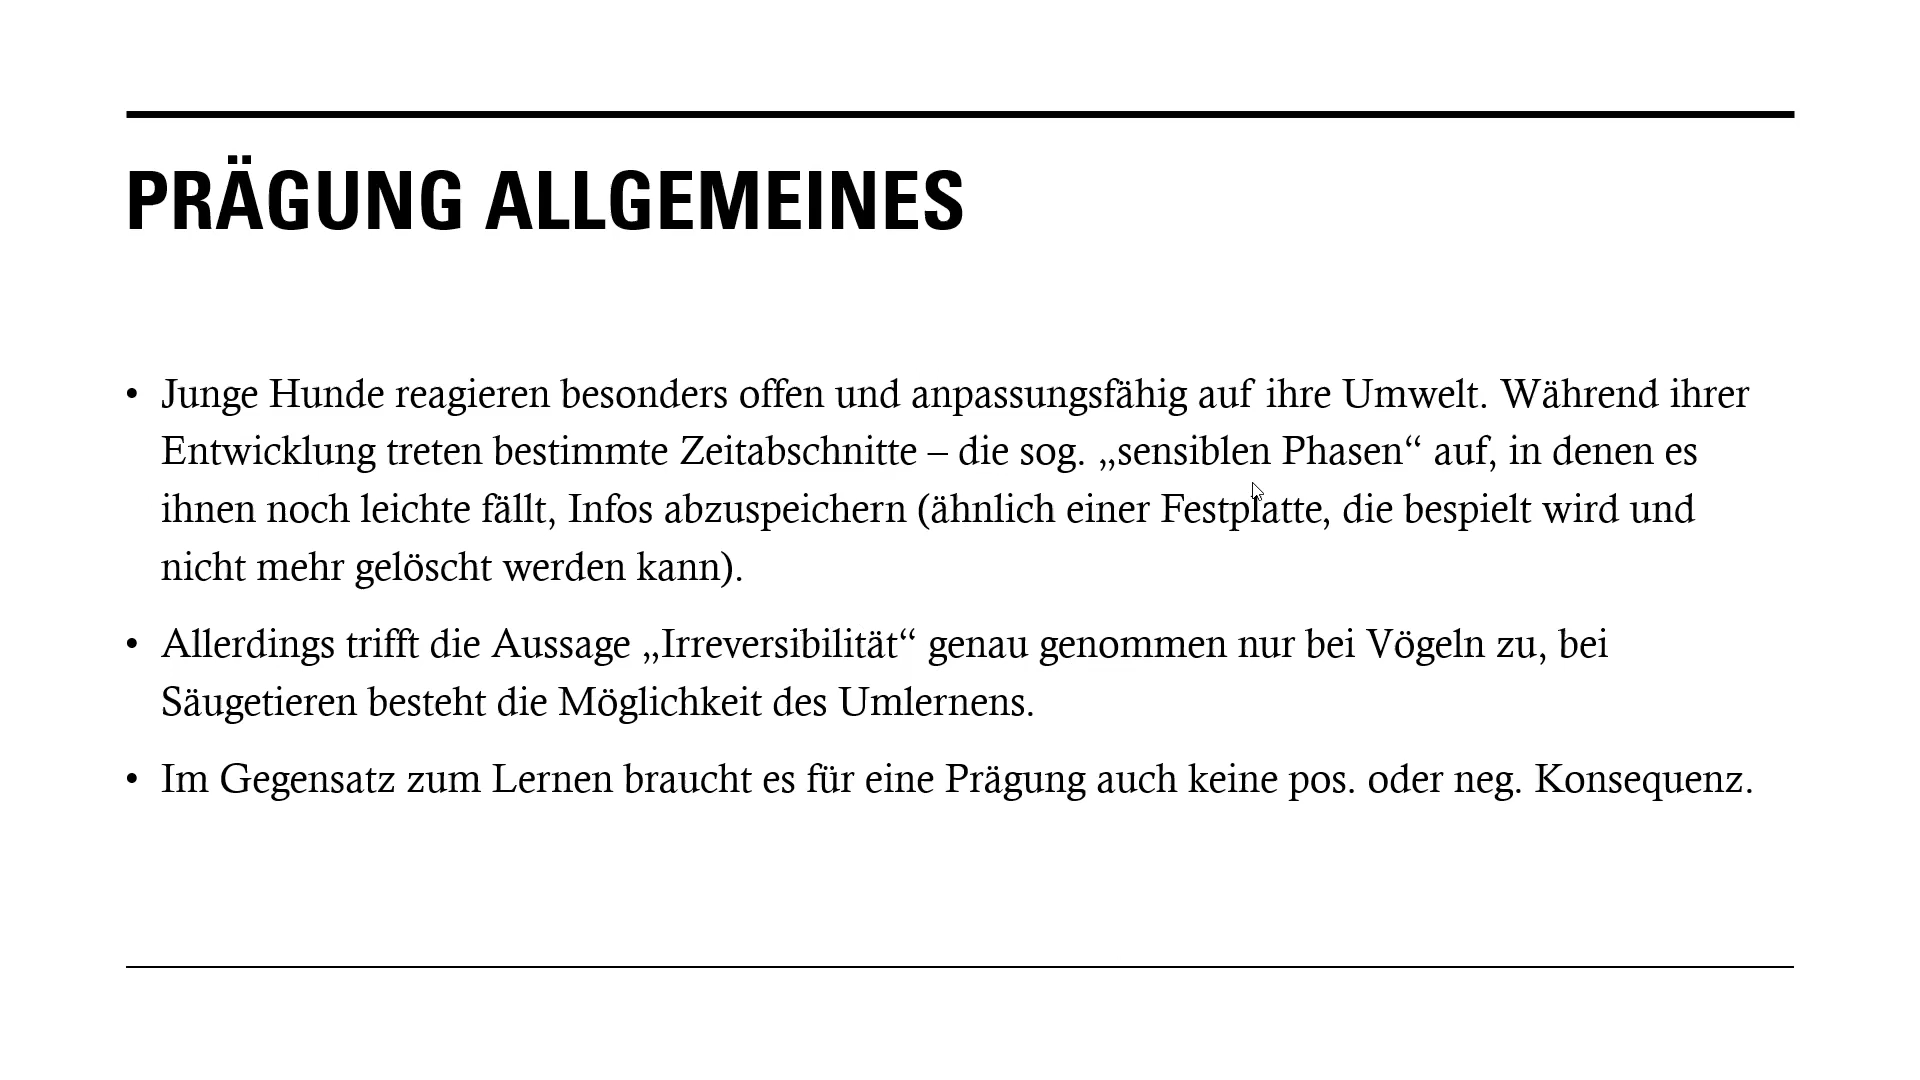 PRÄGUNG ALLGEMEINES
• Junge Hunde reagieren besonders offen und anpassungsfähig auf ihre Umwelt. Während ihrer
Entwicklung treten bestimmte Zeitabschnitte – die sog. „sensiblen Phasen“ auf, in denen es
ihnen noch leichte fällt, Infos abzuspeichern (ähnlich einer Festplatte, die bespielt wird und
nicht mehr gelöscht werden kann).
• Allerdings trifft die Aussage „Irreversibilität“ genau genommen nur bei Vögeln zu, bei
Säugetieren besteht die Möglichkeit des Umlernens.
• Im Gegensatz zum Lernen braucht es für eine Prägung auch keine pos. oder neg. Konsequenz.